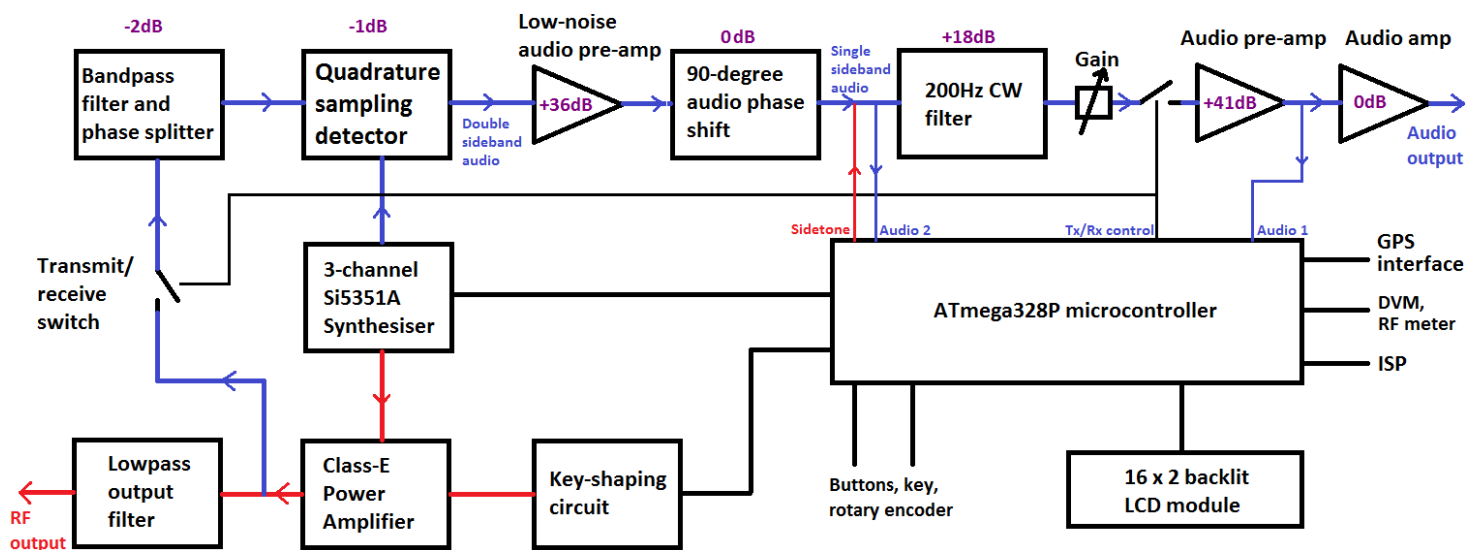 -2dB
Bandpass
filter and
phase splitter
-1dB
Quadrature
sampling
detector
Double
sideband
audio
Low-noise
audio pre-amp
+36dB
0dB
90-degree
audio phase
shift
Single
sideband
audio
+18dB
200Hz CW
filter
Gain
Audio pre-amp
+41dB
Audio amp
0dB
Audio
output
Transmit/
receive
switch
3-channel
Si5351A
Synthesiser
Sidetone
Audio 2
Tx/Rx control
Audio 1
ATmega328P microcontroller
GPS
interface
DVM,
RF meter
ISP
RF
output
Lowpass
output
filter
Class-E
Power
Amplifier
Key-shaping
circuit
Buttons, key,
rotary encoder
16 x 2 backlit
LCD module